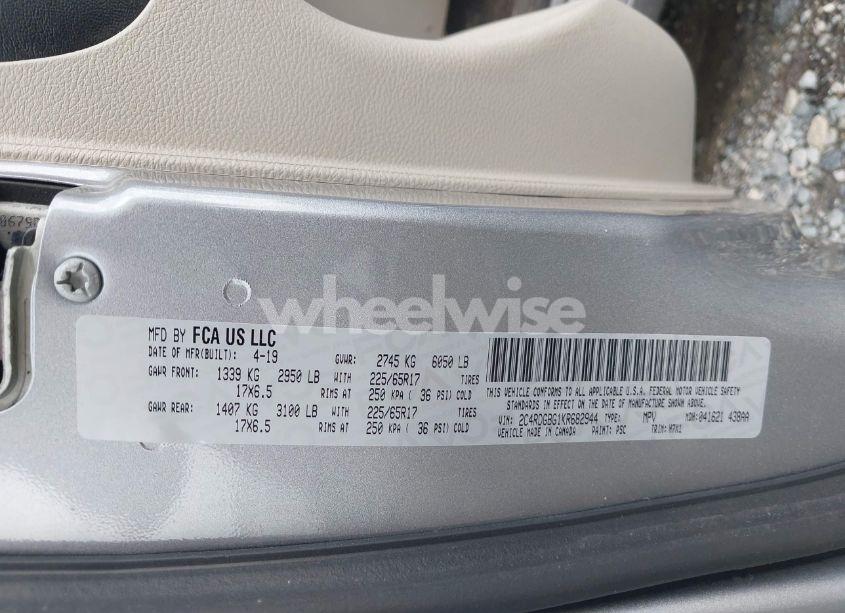 wheelwise
MFD BY FCA US LLC
DATE OF MFR(BUILT): 4-19 GVWR: 2745 KG 6050 LB
GAWR FRONT: 1339 KG 2950 LB WITH 225/65R17 TIRES
17X6.5 RIMS AT 250 KPA ( 36 PSI) COLD
GAWR REAR: 1407 KG 3100 LB WITH 225/65R17 TIRES
17X6.5 RIMS AT 250 KPA ( 36 PSI) COLD
THIS VEHICLE CONFORMS TO ALL APPLICABLE U.S.A. FEDERAL MOTOR VEHICLE SAFETY
STANDARDS IN EFFECT ON THE DATE OF MANUFACTURE SHOWN ABOVE.
VIN: 2C4RDGBG1KR682944 TYPE: MPV MDH: 041621 438AA
VEHICLE MADE IN CANADA PAINT: PSC TRIM: